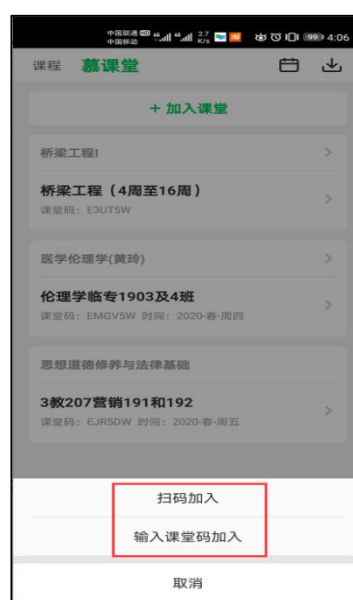 中国联通 HD 46 46 2.7 99 4:06
中国移动 K/s
课程 慕课堂
+ 加入课堂
桥梁工程I
桥梁工程（4周至16周）
课堂码：E3UT5W
医学伦理学(黄玲)
伦理学临专1903及4班
课堂码：EMGV5W 时间：2020-春-周四
思想道德修养与法律基础
3教207营销191和192
课堂码：EJR5DW 时间：2020-春-周五
扫码加入
输入课堂码加入
取消